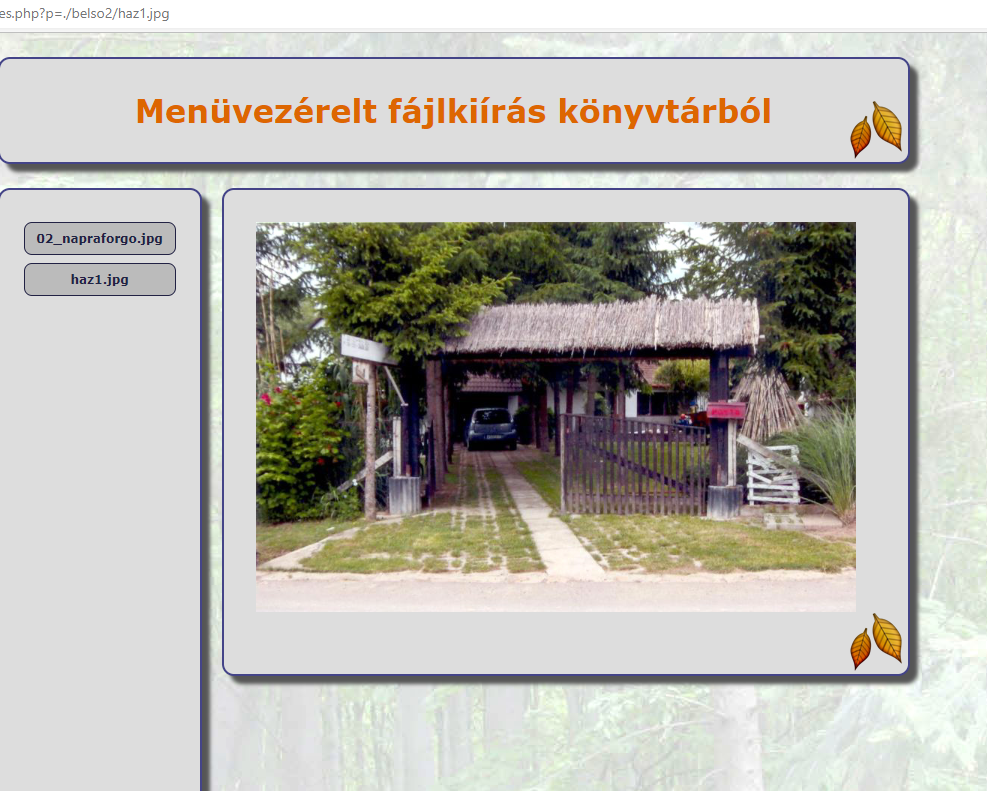 es.php?p=./belso2/haz1.jpg
Menüvezérelt fájlkiírás könyvtárból
02_napraforgo.jpg
haz1.jpg